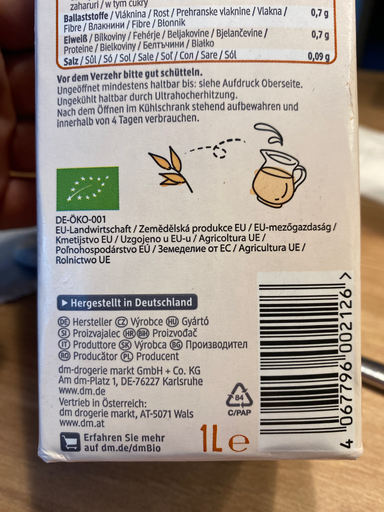 zaharuri / w tym cukry
Ballaststoffe / Vláknina / Rost / Prehranske vlaknine / Vlakna / 0,7 g
Fibre / Влакнини / Fibre / Błonnik
Eiweiß / Bílkoviny / Fehérje / Beljakovine / Bjelančevine / 0,7 g
Proteine / Bielkoviny / Белтъчини / Białko
Salz / Sůl / Só / Sol / Sale / Soľ / Сол / Sare / Sól 0,09 g
Vor dem Verzehr bitte gut schütteln.
Ungeöffnet mindestens haltbar bis: siehe Aufdruck Oberseite.
Ungekühlt haltbar durch Ultrahocherhitzung.
Nach dem Öffnen im Kühlschrank stehend aufbewahren und
innerhalb von 4 Tagen verbrauchen.
DE-ÖKO-001
EU-Landwirtschaft / Zemědělská produkce EU / EU-mezőgazdaság /
Kmetijstvo EU / Uzgojeno u EU-u / Agricoltura UE /
Poľnohospodárstvo EÚ / Земеделие от ЕС / Agricultura UE /
Rolnictwo UE
Hergestellt in Deutschland
DE Hersteller CZ Výrobce HU Gyártó
SI Proizvajalec HR BIH Proizvođač
IT Produttore SK Výrobca BG Производител
RO Producător PL Producent
dm-drogerie markt GmbH + Co. KG
Am dm-Platz 1, DE-76227 Karlsruhe
www.dm.de
Vertrieb in Österreich:
dm drogerie markt, AT-5071 Wals
www.dm.at
Erfahren Sie mehr
auf dm.de/dmBio
84
C/PAP
1L e
4 067796 002126 >